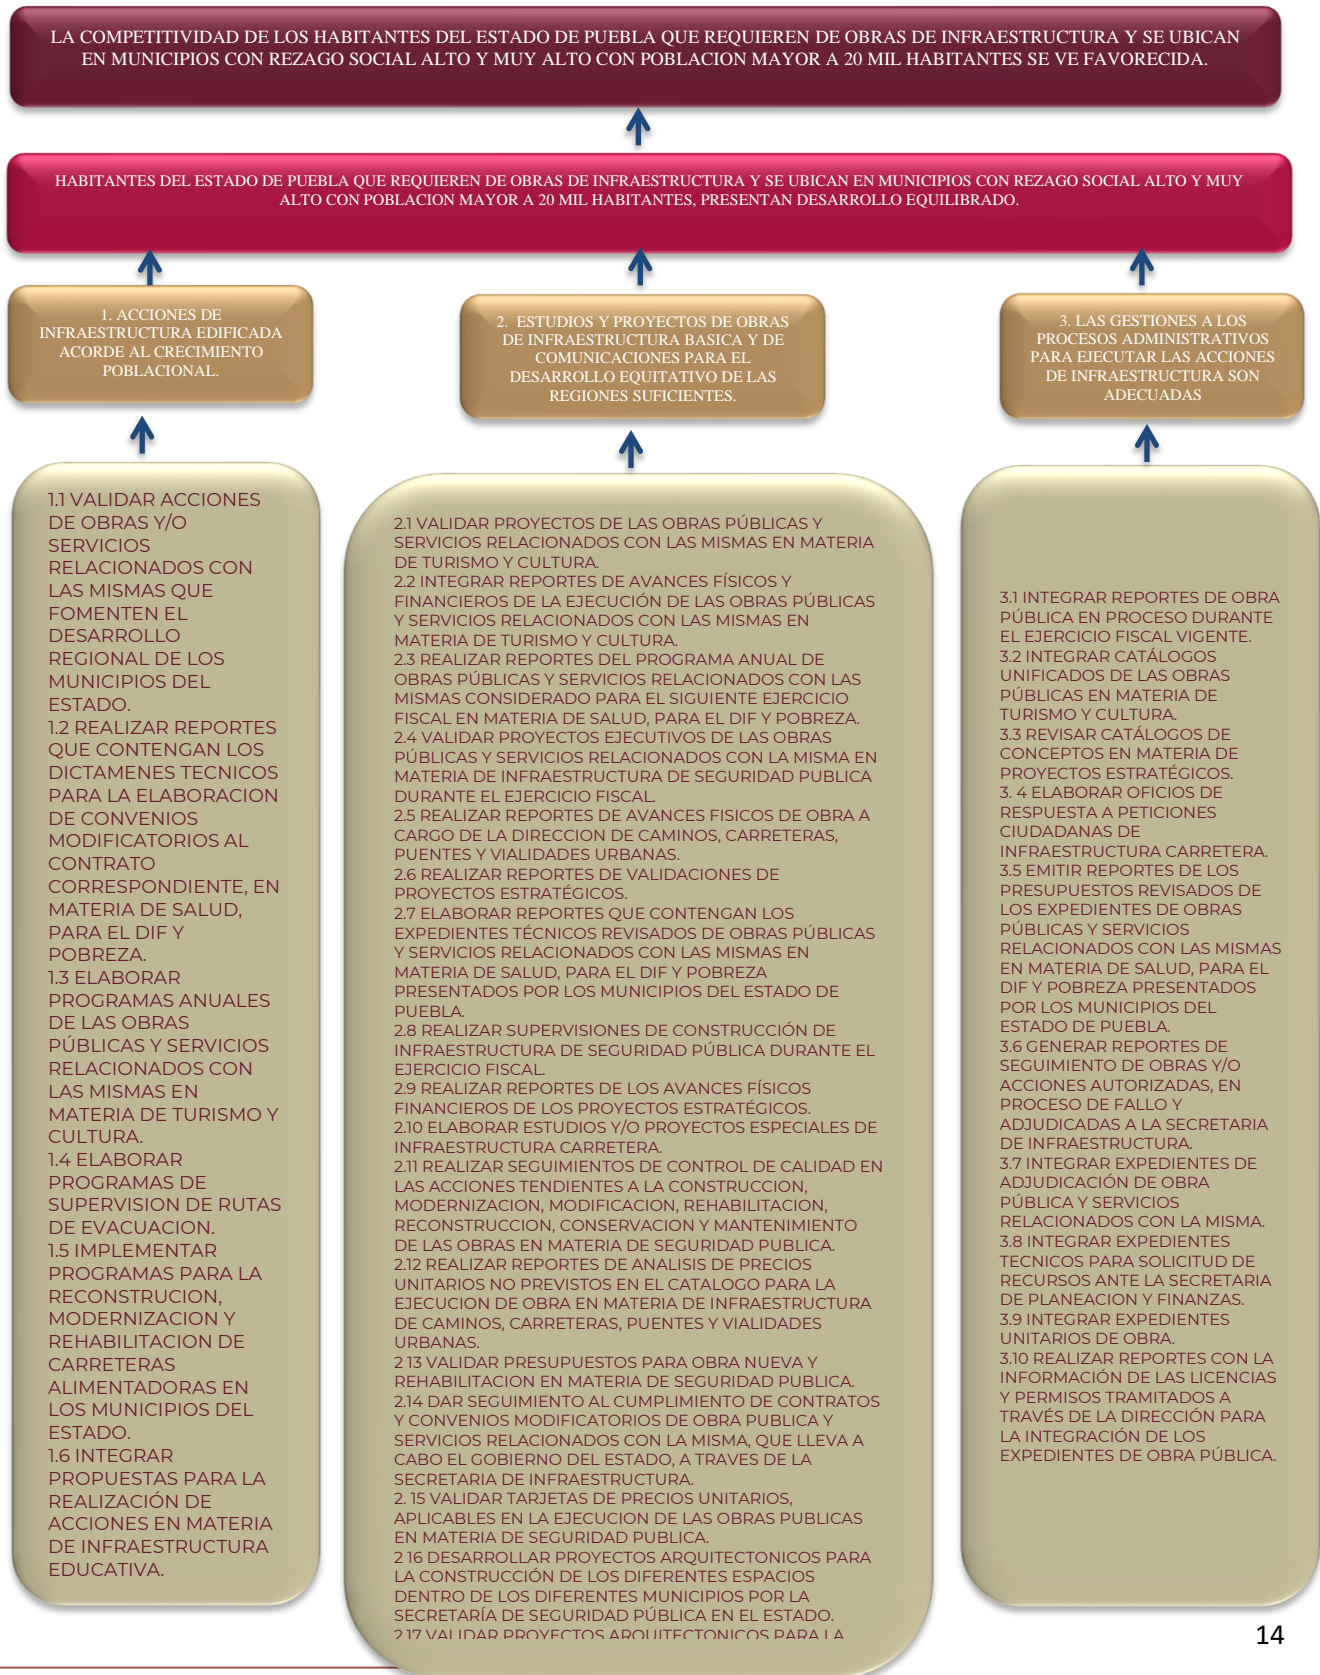 LA COMPETITIVIDAD DE LOS HABITANTES DEL ESTADO DE PUEBLA QUE REQUIEREN DE OBRAS DE INFRAESTRUCTURA Y SE UBICAN
EN MUNICIPIOS CON REZAGO SOCIAL ALTO Y MUY ALTO CON POBLACION MAYOR A 20 MIL HABITANTES SE VE FAVORECIDA.
HABITANTES DEL ESTADO DE PUEBLA QUE REQUIEREN DE OBRAS DE INFRAESTRUCTURA Y SE UBICAN EN MUNICIPIOS CON REZAGO SOCIAL ALTO Y MUY
ALTO CON POBLACION MAYOR A 20 MIL HABITANTES, PRESENTAN DESARROLLO EQUILIBRADO.
1. ACCIONES DE
INFRAESTRUCTURA EDIFICADA
ACORDE AL CRECIMIENTO
POBLACIONAL.
2. ESTUDIOS Y PROYECTOS DE OBRAS
DE INFRAESTRUCTURA BASICA Y DE
COMUNICACIONES PARA EL
DESARROLLO EQUITATIVO DE LAS
REGIONES SUFICIENTES.
3. LAS GESTIONES A LOS
PROCESOS ADMINISTRATIVOS
PARA EJECUTAR LAS ACCIONES
DE INFRAESTRUCTURA SON
ADECUADAS
1.1 VALIDAR ACCIONES
DE OBRAS Y/O
SERVICIOS
RELACIONADOS CON
LAS MISMAS QUE
FOMENTEN EL
DESARROLLO
REGIONAL DE LOS
MUNICIPIOS DEL
ESTADO.
1.2 REALIZAR REPORTES
QUE CONTENGAN LOS
DICTAMENES TECNICOS
PARA LA ELABORACION
DE CONVENIOS
MODIFICATORIOS AL
CONTRATO
CORRESPONDIENTE, EN
MATERIA DE SALUD,
PARA EL DIF Y
POBREZA.
1.3 ELABORAR
PROGRAMAS ANUALES
DE LAS OBRAS
PÚBLICAS Y SERVICIOS
RELACIONADOS CON
LAS MISMAS EN
MATERIA DE TURISMO Y
CULTURA.
1.4 ELABORAR
PROGRAMAS DE
SUPERVISION DE RUTAS
DE EVACUACION.
1.5 IMPLEMENTAR
PROGRAMAS PARA LA
RECONSTRUCION,
MODERNIZACION Y
REHABILITACION DE
CARRETERAS
ALIMENTADORAS EN
LOS MUNICIPIOS DEL
ESTADO.
1.6 INTEGRAR
PROPUESTAS PARA LA
REALIZACIÓN DE
ACCIONES EN MATERIA
DE INFRAESTRUCTURA
EDUCATIVA.
2.1 VALIDAR PROYECTOS DE LAS OBRAS PÚBLICAS Y
SERVICIOS RELACIONADOS CON LAS MISMAS EN MATERIA
DE TURISMO Y CULTURA.
2.2 INTEGRAR REPORTES DE AVANCES FÍSICOS Y
FINANCIEROS DE LA EJECUCIÓN DE LAS OBRAS PÚBLICAS
Y SERVICIOS RELACIONADOS CON LAS MISMAS EN
MATERIA DE TURISMO Y CULTURA.
2.3 REALIZAR REPORTES DEL PROGRAMA ANUAL DE
OBRAS PÚBLICAS Y SERVICIOS RELACIONADOS CON LAS
MISMAS CONSIDERADO PARA EL SIGUIENTE EJERCICIO
FISCAL EN MATERIA DE SALUD, PARA EL DIF Y POBREZA.
2.4 VALIDAR PROYECTOS EJECUTIVOS DE LAS OBRAS
PÚBLICAS Y SERVICIOS RELACIONADOS CON LA MISMA EN
MATERIA DE INFRAESTRUCTURA DE SEGURIDAD PUBLICA
DURANTE EL EJERCICIO FISCAL.
2.5 REALIZAR REPORTES DE AVANCES FISICOS DE OBRA A
CARGO DE LA DIRECCION DE CAMINOS, CARRETERAS,
PUENTES Y VIALIDADES URBANAS.
2.6 REALIZAR REPORTES DE VALIDACIONES DE
PROYECTOS ESTRATÉGICOS.
2.7 ELABORAR REPORTES QUE CONTENGAN LOS
EXPEDIENTES TÉCNICOS REVISADOS DE OBRAS PÚBLICAS
Y SERVICIOS RELACIONADOS CON LAS MISMAS EN
MATERIA DE SALUD, PARA EL DIF Y POBREZA
PRESENTADOS POR LOS MUNICIPIOS DEL ESTADO DE
PUEBLA.
2.8 REALIZAR SUPERVISIONES DE CONSTRUCCIÓN DE
INFRAESTRUCTURA DE SEGURIDAD PÚBLICA DURANTE EL
EJERCICIO FISCAL.
2.9 REALIZAR REPORTES DE LOS AVANCES FÍSICOS
FINANCIEROS DE LOS PROYECTOS ESTRATÉGICOS.
2.10 ELABORAR ESTUDIOS Y/O PROYECTOS ESPECIALES DE
INFRAESTRUCTURA CARRETERA.
2.11 REALIZAR SEGUIMIENTOS DE CONTROL DE CALIDAD EN
LAS ACCIONES TENDIENTES A LA CONSTRUCCION,
MODERNIZACION, MODIFICACION, REHABILITACION,
RECONSTRUCCION, CONSERVACION Y MANTENIMIENTO
DE LAS OBRAS EN MATERIA DE SEGURIDAD PUBLICA.
2.12 REALIZAR REPORTES DE ANALISIS DE PRECIOS
UNITARIOS NO PREVISTOS EN EL CATALOGO PARA LA
EJECUCION DE OBRA EN MATERIA DE INFRAESTRUCTURA
DE CAMINOS, CARRETERAS, PUENTES Y VIALIDADES
URBANAS.
2 13 VALIDAR PRESUPUESTOS PARA OBRA NUEVA Y
REHABILITACION EN MATERIA DE SEGURIDAD PUBLICA.
2.14 DAR SEGUIMIENTO AL CUMPLIMIENTO DE CONTRATOS
Y CONVENIOS MODIFICATORIOS DE OBRA PUBLICA Y
SERVICIOS RELACIONADOS CON LA MISMA, QUE LLEVA A
CABO EL GOBIERNO DEL ESTADO, A TRAVES DE LA
SECRETARIA DE INFRAESTRUCTURA.
2. 15 VALIDAR TARJETAS DE PRECIOS UNITARIOS,
APLICABLES EN LA EJECUCION DE LAS OBRAS PUBLICAS
EN MATERIA DE SEGURIDAD PUBLICA.
2 16 DESARROLLAR PROYECTOS ARQUITECTONICOS PARA
LA CONSTRUCCIÓN DE LOS DIFERENTES ESPACIOS
DENTRO DE LOS DIFERENTES MUNICIPIOS POR LA
SECRETARÍA DE SEGURIDAD PÚBLICA EN EL ESTADO.
2.17 VALIDAR PROYECTOS ARQUITECTONICOS PARA LA
3.1 INTEGRAR REPORTES DE OBRA
PÚBLICA EN PROCESO DURANTE
EL EJERCICIO FISCAL VIGENTE.
3.2 INTEGRAR CATÁLOGOS
UNIFICADOS DE LAS OBRAS
PÚBLICAS EN MATERIA DE
TURISMO Y CULTURA.
3.3 REVISAR CATÁLOGOS DE
CONCEPTOS EN MATERIA DE
PROYECTOS ESTRATÉGICOS.
3. 4 ELABORAR OFICIOS DE
RESPUESTA A PETICIONES
CIUDADANAS DE
INFRAESTRUCTURA CARRETERA.
3.5 EMITIR REPORTES DE LOS
PRESUPUESTOS REVISADOS DE
LOS EXPEDIENTES DE OBRAS
PÚBLICAS Y SERVICIOS
RELACIONADOS CON LAS MISMAS
EN MATERIA DE SALUD, PARA EL
DIF Y POBREZA PRESENTADOS
POR LOS MUNICIPIOS DEL
ESTADO DE PUEBLA.
3.6 GENERAR REPORTES DE
SEGUIMIENTO DE OBRAS Y/O
ACCIONES AUTORIZADAS, EN
PROCESO DE FALLO Y
ADJUDICADAS A LA SECRETARIA
DE INFRAESTRUCTURA.
3.7 INTEGRAR EXPEDIENTES DE
ADJUDICACIÓN DE OBRA
PÚBLICA Y SERVICIOS
RELACIONADOS CON LA MISMA.
3.8 INTEGRAR EXPEDIENTES
TECNICOS PARA SOLICITUD DE
RECURSOS ANTE LA SECRETARIA
DE PLANEACION Y FINANZAS.
3.9 INTEGRAR EXPEDIENTES
UNITARIOS DE OBRA.
3.10 REALIZAR REPORTES CON LA
INFORMACIÓN DE LAS LICENCIAS
Y PERMISOS TRAMITADOS A
TRAVÉS DE LA DIRECCIÓN PARA
LA INTEGRACIÓN DE LOS
EXPEDIENTES DE OBRA PÚBLICA.
14